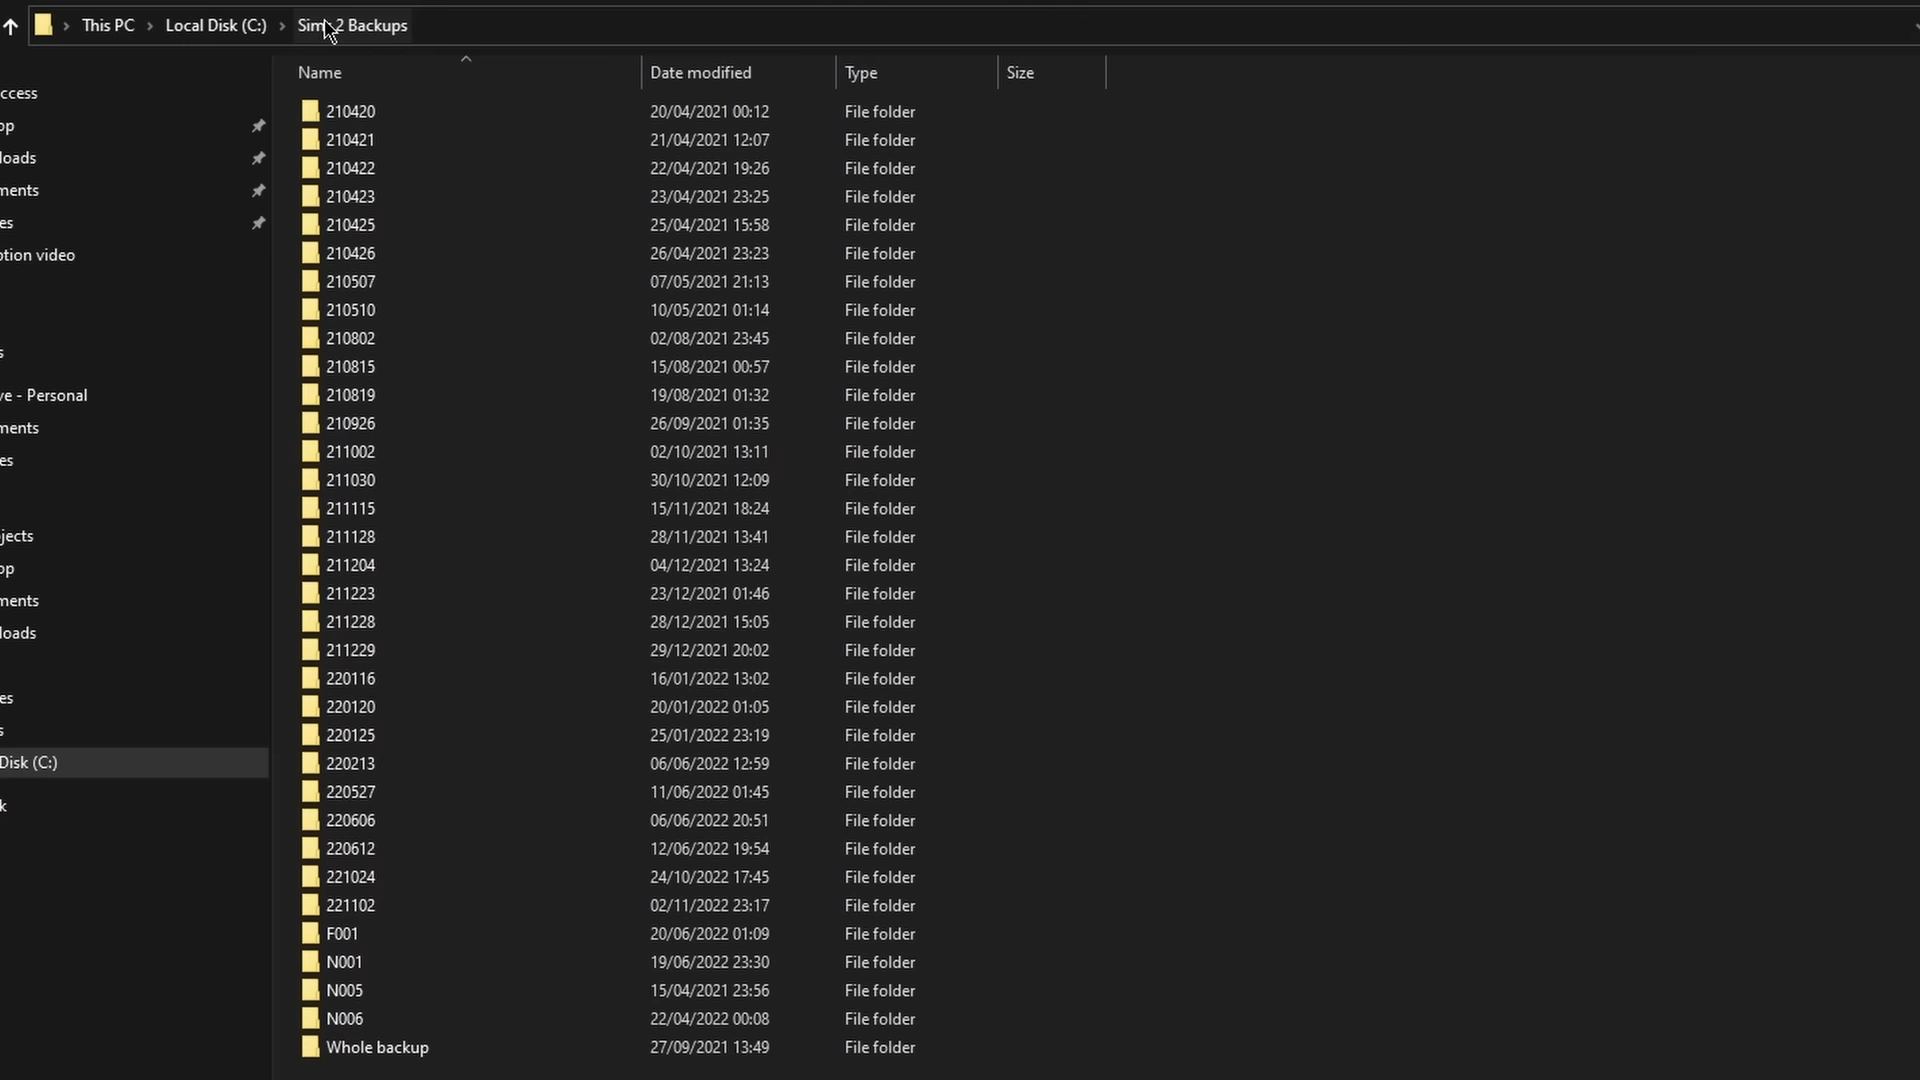 This PC > Local Disk (C:) > 2 Backups
Name Date modified Type Size
210420 20/04/2021 00:12 File folder
210421 21/04/2021 12:07 File folder
210422 22/04/2021 19:26 File folder
210423 23/04/2021 23:25 File folder
210425 25/04/2021 15:58 File folder
210426 26/04/2021 23:23 File folder
210507 07/05/2021 21:13 File folder
210510 10/05/2021 01:14 File folder
210802 02/08/2021 23:45 File folder
210815 15/08/2021 00:57 File folder
210819 19/08/2021 01:32 File folder
210926 26/09/2021 01:35 File folder
211002 02/10/2021 13:11 File folder
211030 30/10/2021 12:09 File folder
211115 15/11/2021 18:24 File folder
211128 28/11/2021 13:41 File folder
211204 04/12/2021 13:24 File folder
211223 23/12/2021 01:46 File folder
211228 28/12/2021 15:05 File folder
211229 29/12/2021 20:02 File folder
220116 16/01/2022 13:02 File folder
220120 20/01/2022 01:05 File folder
220125 25/01/2022 23:19 File folder
220213 06/06/2022 12:59 File folder
220527 11/06/2022 01:45 File folder
220606 06/06/2022 20:51 File folder
220612 12/06/2022 19:54 File folder
221024 24/10/2022 17:45 File folder
221102 02/11/2022 23:17 File folder
F001 20/06/2022 01:09 File folder
N001 19/06/2022 23:30 File folder
N005 15/04/2021 23:56 File folder
N006 22/04/2022 00:08 File folder
Whole backup 27/09/2021 13:49 File folder
ccess
op
loads
ments
es
otion video
s
ve - Personal
ments
es
jects
op
ments
loads
es
s
Disk (C:)
k